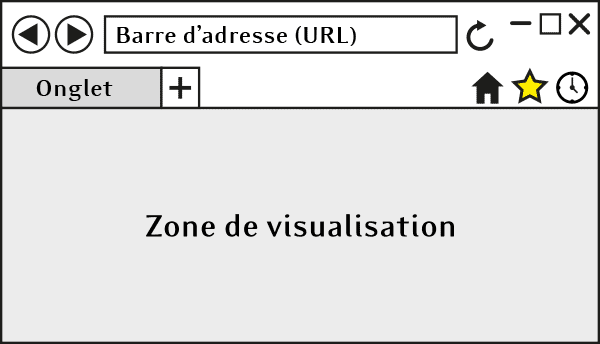 Barre d’adresse (URL)
Onglet
Zone de visualisation